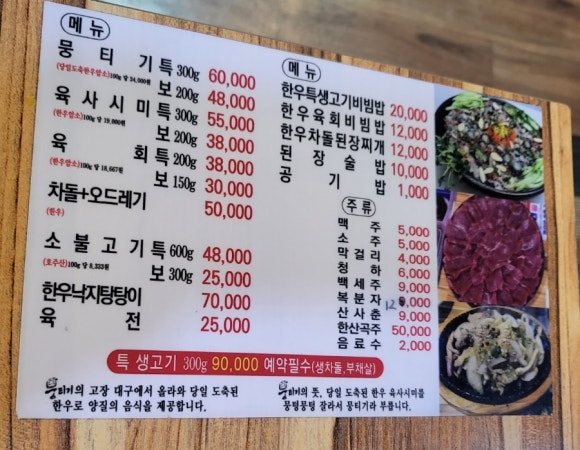 메뉴
뭉티기 특 300g 60,000
(당일도축한우암소) 100g 당 24,000원 보 200g 48,000
육사시미 특 300g 55,000
(한우암소) 100g 당 19,000원 보 200g 38,000
육회 특 200g 38,000
(한우암소) 100g 당 18,667원 보 150g 30,000
차돌+오드레기 50,000
(한우)
소불고기 특 600g 48,000
(호주산) 100g 당 8,333원 보 300g 25,000
한우낙지탕탕이 70,000
육전 25,000
메뉴
한우특생고기비빔밥 20,000
한우육회비빔밥 12,000
한우차돌된장찌개 12,000
된장술밥 10,000
공기밥 1,000
주류
맥주 5,000
소주 5,000
막걸리 4,000
청하 6,000
백세주 9,000
복분자 12,000
산사춘 9,000
한산곡주 50,000
음료수 2,000
특 생고기 300g 90,000 예약필수(생차돌,부채살)
뭉티기의 고장 대구에서 올라와 당일 도축된
한우로 양질의 음식을 제공합니다.
뭉티기의 뜻, 당일 도축된 한우 육사시미를
뭉텅뭉텅 잘라서 뭉티기라 부릅니다.